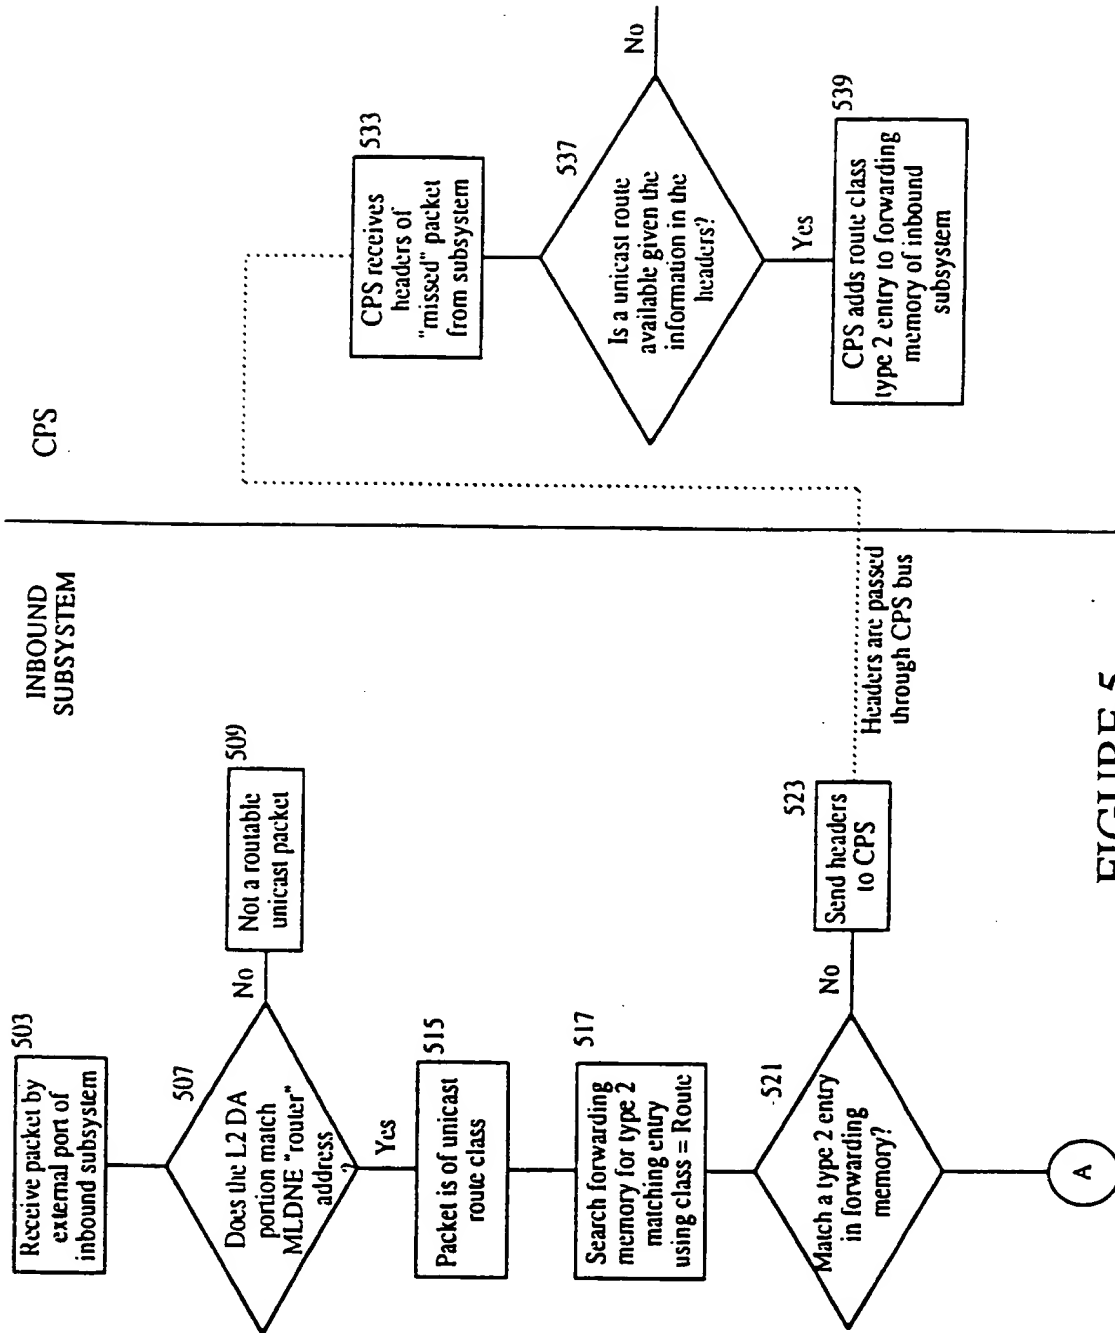 INBOUND
SUBSYSTEM
CPS
503
Receive packet by
external port of
inbound subsystem
507
Does the L2 DA
portion match
MLDNE "router"
address
?
No
509
Not a routable
unicast packet
Yes
515
Packet is of unicast
route class
517
Search forwarding
memory for type 2
matching entry
using class = Route
521
Match a type 2 entry
in forwarding
memory?
No
523
Send headers
to CPS
A
Headers are passed
through CPS bus
533
CPS receives
headers of
"missed" packet
from subsystem
537
Is a unicast route
available given the
information in the
headers?
No
Yes
539
CPS adds route class
type 2 entry to forwarding
memory of inbound
subsystem
FIGURE 5